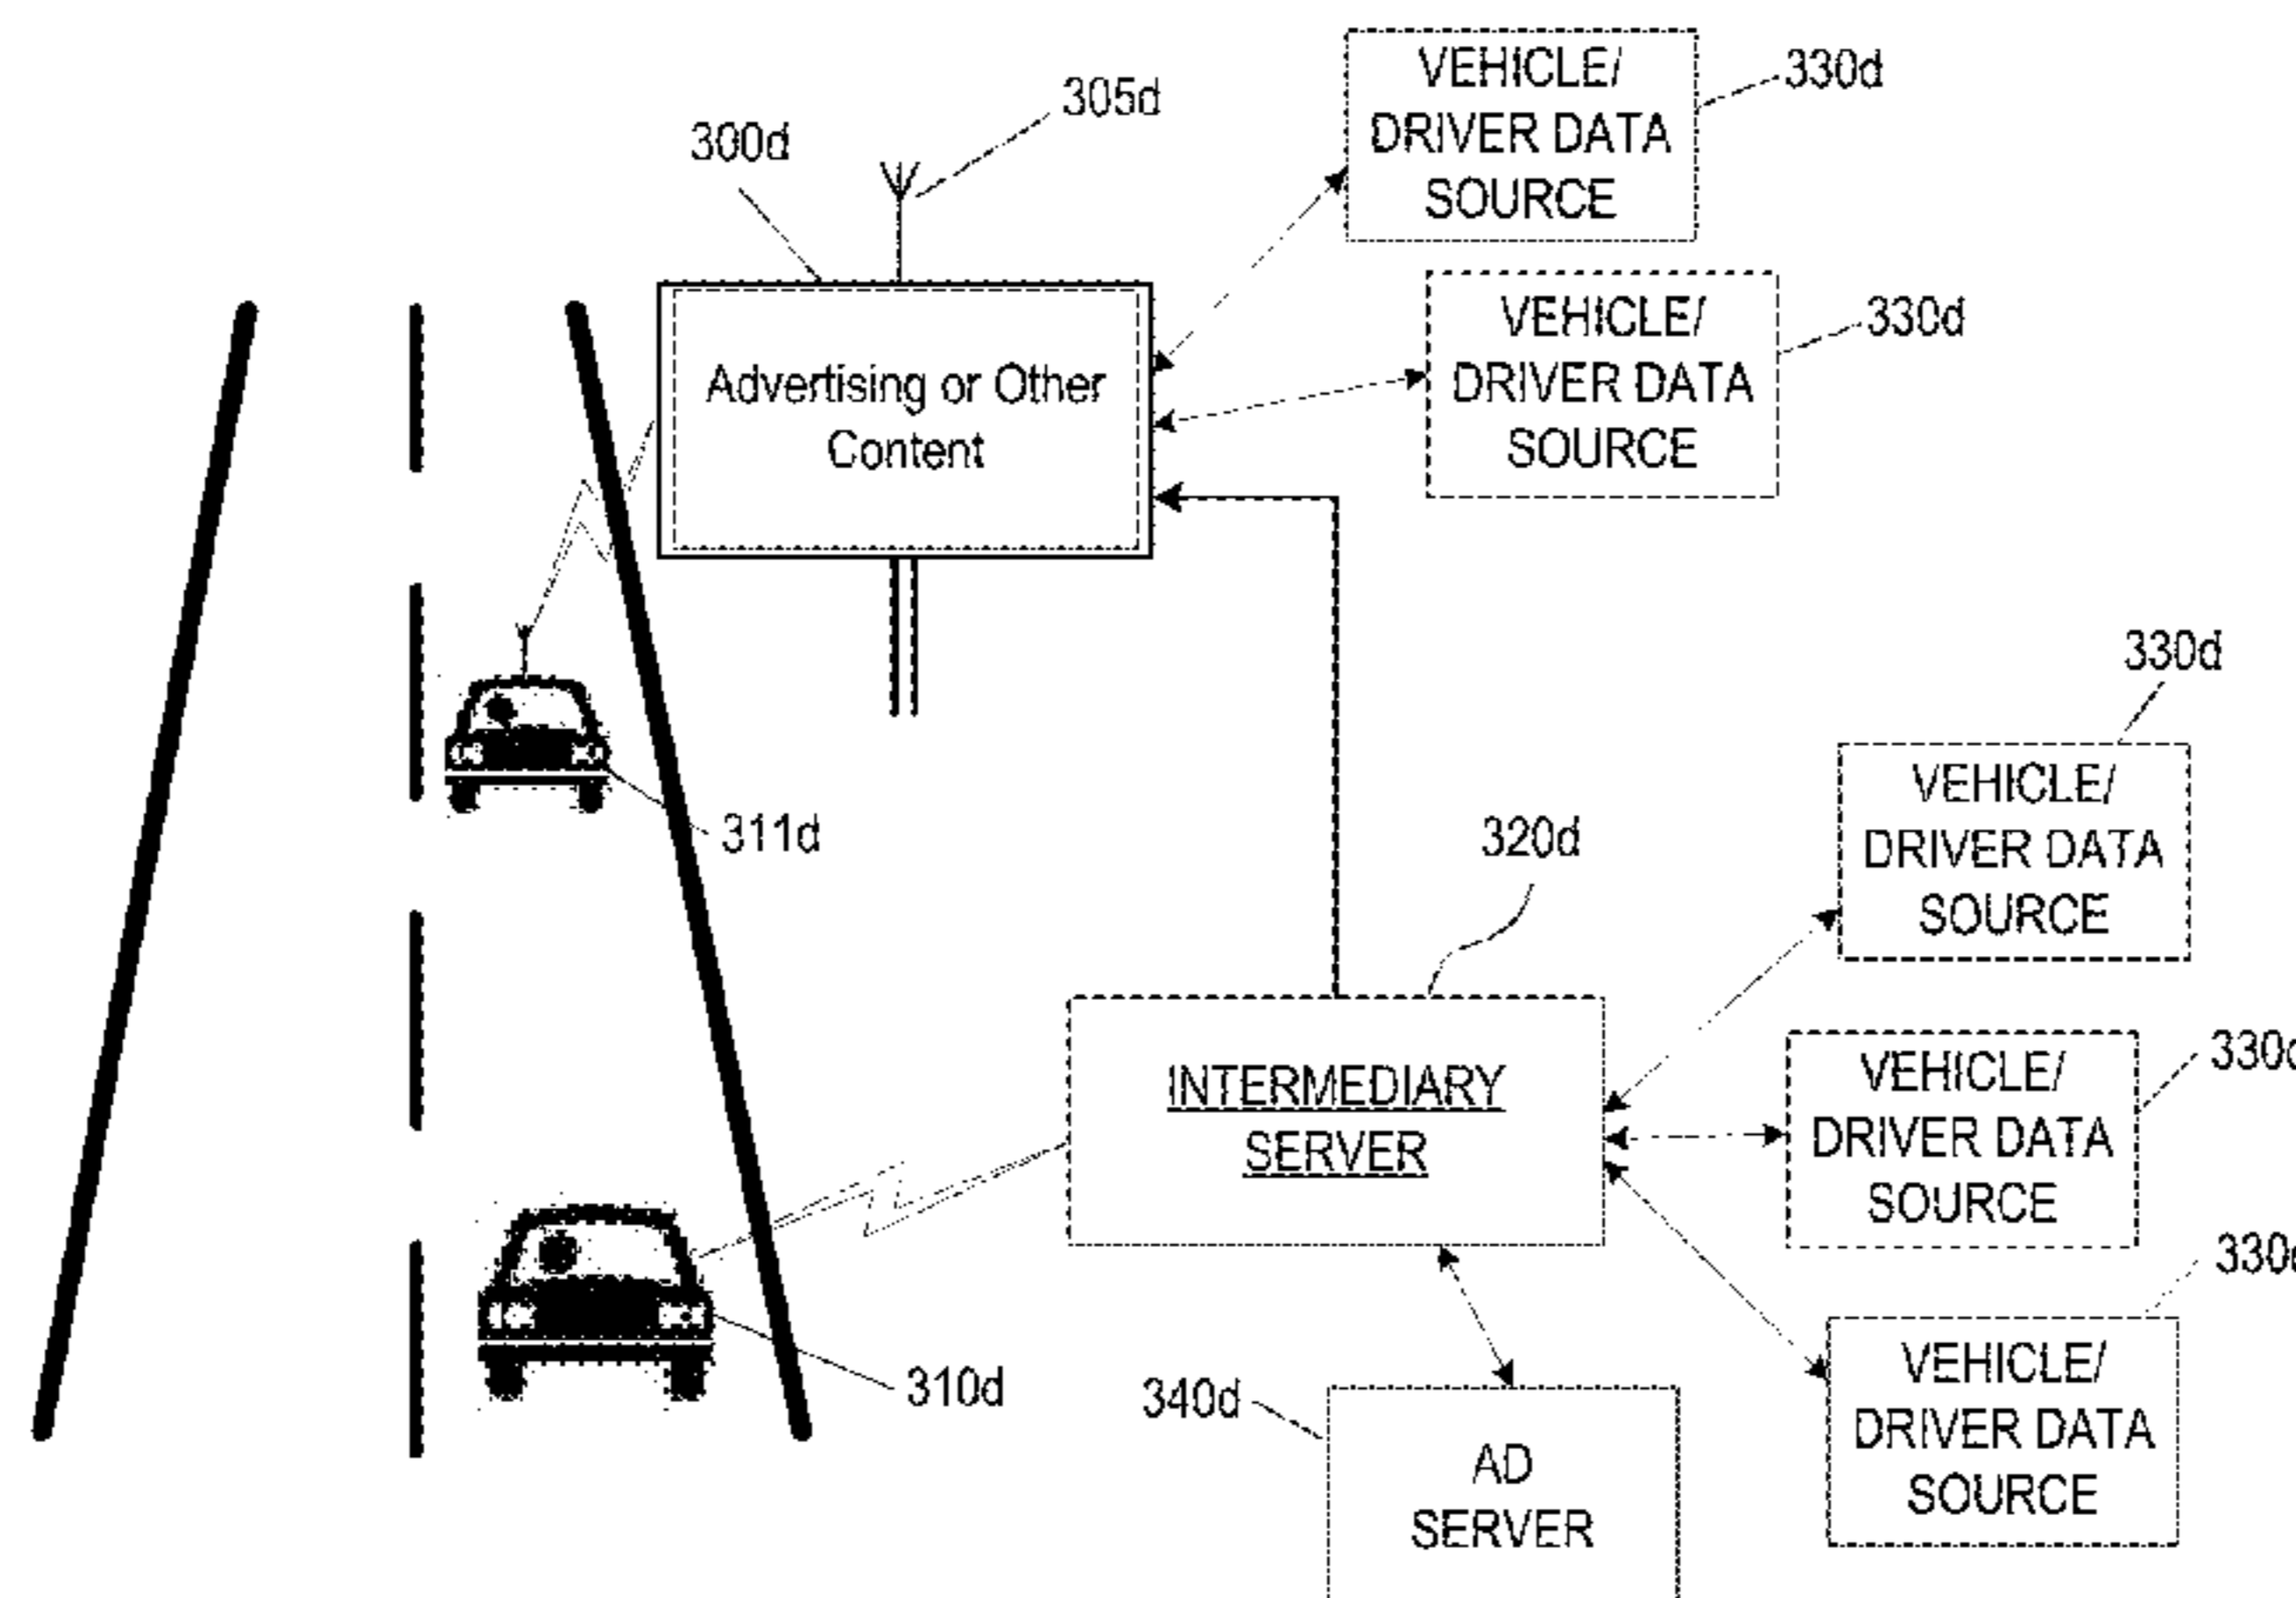 305d
300d
VEHICLE/
DRIVER DATA
SOURCE
330d
VEHICLE/
DRIVER DATA
SOURCE
330d
Advertising or Other
Content
330d
VEHICLE/
DRIVER DATA
SOURCE
311d
320d
INTERMEDIARY
SERVER
VEHICLE/
DRIVER DATA
SOURCE
310d
340d
AD
SERVER
VEHICLE/
DRIVER DATA
SOURCE